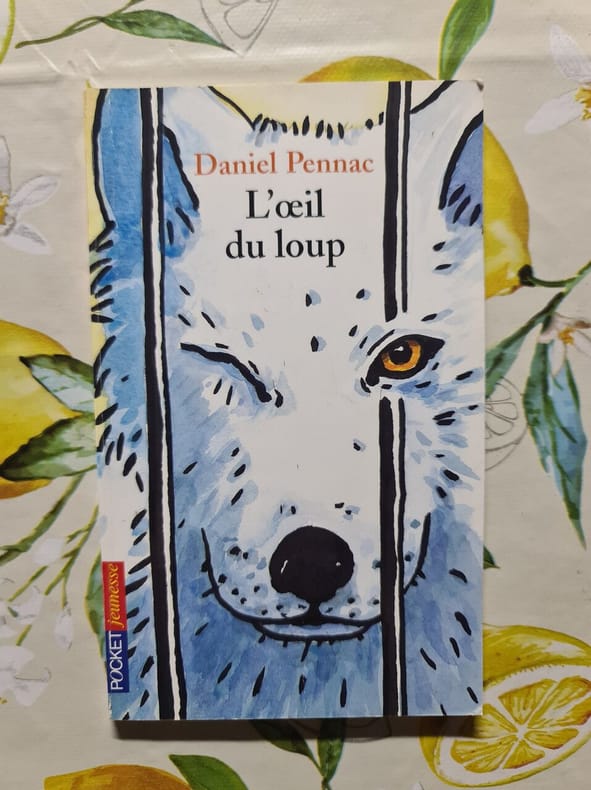 Daniel Pennac
L'œil
du loup
POCKET jeunesse